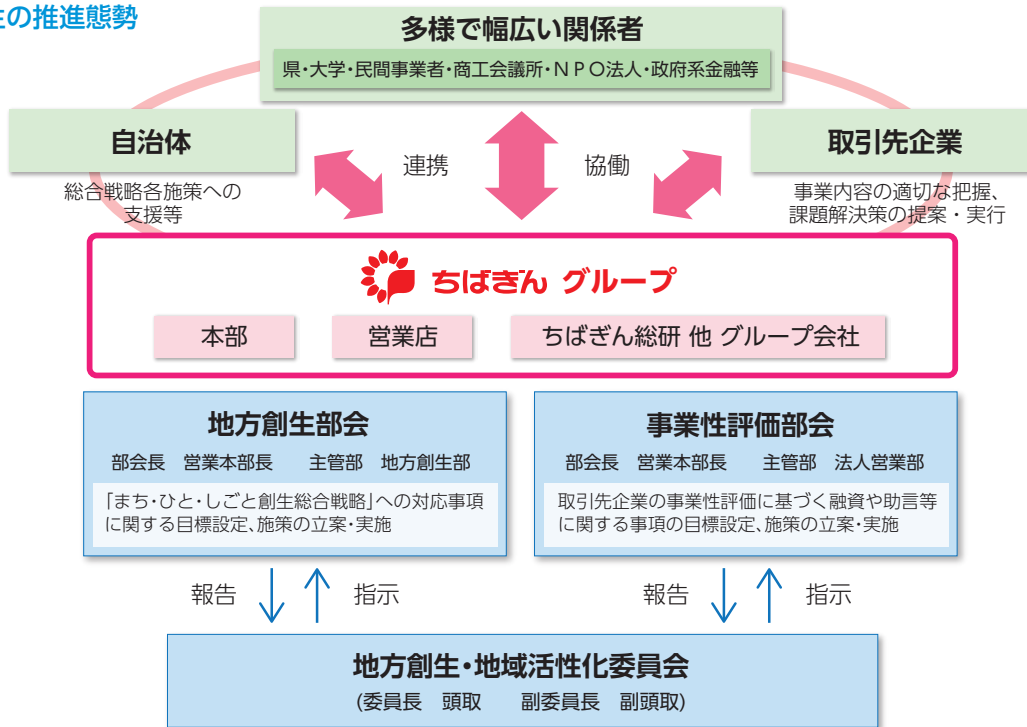 生の推進態勢
多様で幅広い関係者
県・大学・民間事業者・商工会議所・ＮＰＯ法人・政府系金融等
自治体
総合戦略各施策への
支援等
連携
協働
取引先企業
事業内容の適切な把握、
課題解決策の提案・実行
ちばぎん グループ
本部
営業店
ちばぎん総研 他 グループ会社
地方創生部会
部会長 営業本部長 主管部 地方創生部
「まち・ひと・しごと創生総合戦略」への対応事項
に関する目標設定、施策の立案・実施
事業性評価部会
部会長 営業本部長 主管部 法人営業部
取引先企業の事業性評価に基づく融資や助言等
に関する事項の目標設定、施策の立案・実施
報告
指示
報告
指示
地方創生・地域活性化委員会
(委員長 頭取 副委員長 副頭取)